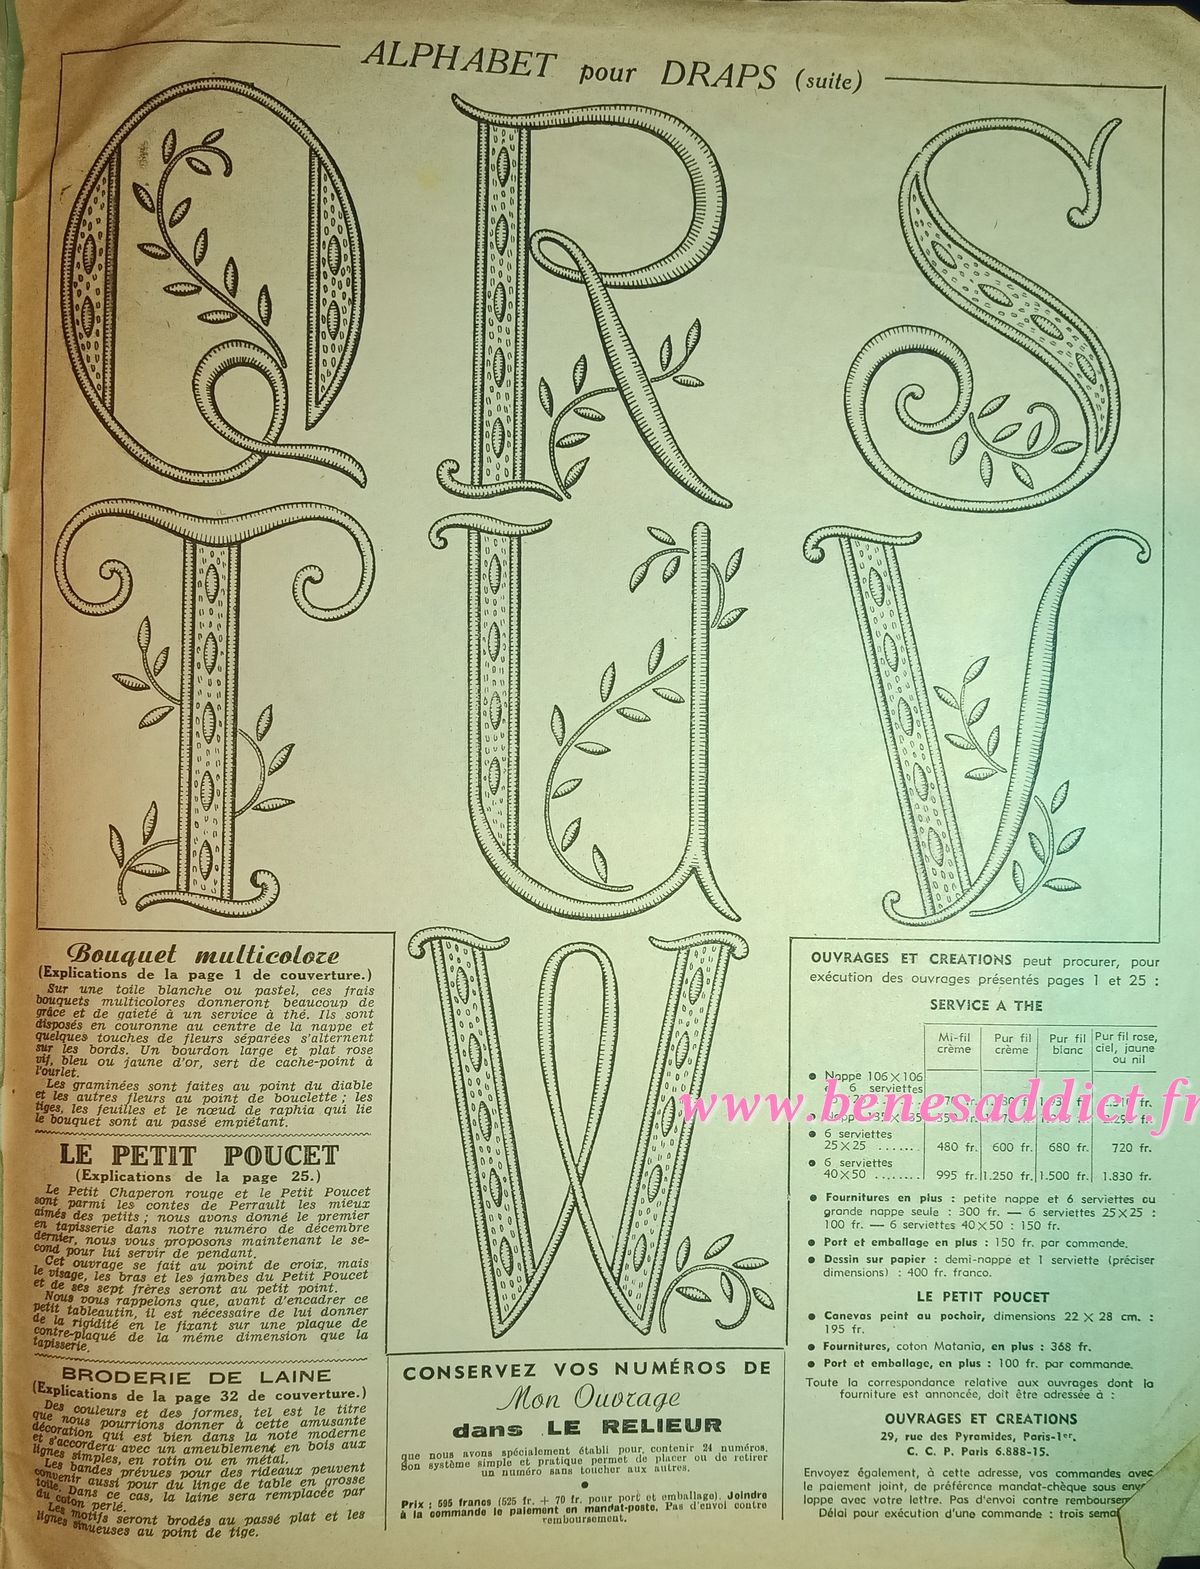 ALPHABET pour DRAPS (suite)
Q R S
T U V
W
Bouquet multicolore
(Explications de la page 1 de couverture.)
Sur une toile blanche ou pastel, ces frais
bouquets multicolores donneront beaucoup de
grâce et de gaieté à un service à thé. Ils sont
disposés en couronne au centre de la nappe et
quelques touches de fleurs séparées s'alternent
sur les bords. Un bourdon large et plat rose
vif, bleu ou jaune d'or, sert de cache-point à
l'ourlet.
Les graminées sont faites au point du diable
et les autres fleurs au point de bouclette ; les
tiges, les feuilles et le nœud de raphia qui lie
le bouquet sont au passé empiétant.
LE PETIT POUCET
(Explications de la page 25.)
Le Petit Chaperon rouge et le Petit Poucet
sont parmi les contes de Perrault les mieux
aimés des petits ; nous avons donné le premier
en tapisserie dans notre numéro de décembre
dernier, nous vous proposons maintenant le se-
cond pour lui servir de pendant.
Cet ouvrage se fait au point de croix, mais
le visage, les bras et les jambes du Petit Poucet
et de ses sept frères seront au petit point.
Nous vous rappelons que, avant d'encadrer ce
petit tableautin, il est nécessaire de lui donner
de la rigidité en le fixant sur une plaque de
contre-plaqué de la même dimension que la
tapisserie.
BRODERIE DE LAINE
(Explications de la page 32 de couverture.)
Des couleurs et des formes, tel est le titre
que nous pourrions donner à cette amusante
décoration qui est bien dans la note moderne
et s'accordera avec un ameublement en bois aux
lignes simples, en rotin ou en métal.
Les bandes prévues pour des rideaux peuvent
convenir aussi pour du linge de table en grosse
toile. Dans ce cas, la laine sera remplacée par
du coton perlé.
Les motifs seront brodés au passé plat et les
lignes sinueuses au point de tige.
CONSERVEZ VOS NUMÉROS DE
Mon Ouvrage
dans LE RELIEUR
que nous avons spécialement établi pour contenir 24 numéros.
Son système simple et pratique permet de placer ou de retirer
un numéro sans toucher aux autres.
Prix : 595 francs (525 fr. + 70 fr. pour port et emballage). Joindre
à la commande le paiement en mandat-poste. Pas d'envoi contre
remboursement.
OUVRAGES ET CREATIONS peut procurer, pour
exécution des ouvrages présentés pages 1 et 25 :
SERVICE A THE
Mi-fil crème | Pur fil crème | Pur fil blanc | Pur fil rose, ciel, jaune ou nil
• Nappe 106×106
6 serviettes
www.benesaddict.fr
• 6 serviettes
25×25 ....... 480 fr. 600 fr. 680 fr. 720 fr.
• 6 serviettes
40×50 ........ 995 fr. 1.250 fr. 1.500 fr. 1.830 fr.
• Fournitures en plus : petite nappe et 6 serviettes ou
grande nappe seule : 300 fr. — 6 serviettes 25×25 :
100 fr. — 6 serviettes 40×50 : 150 fr.
• Port et emballage en plus : 150 fr. par commande.
• Dessin sur papier : demi-nappe et 1 serviette (préciser
dimensions) : 400 fr. franco.
LE PETIT POUCET
• Canevas peint au pochoir, dimensions 22 × 28 cm. :
195 fr.
• Fournitures, coton Matania, en plus : 368 fr.
• Port et emballage, en plus : 100 fr. par commande.
Toute la correspondance relative aux ouvrages dont la
fourniture est annoncée, doit être adressée à :
OUVRAGES ET CREATIONS
29, rue des Pyramides, Paris-1er.
C. C. P. Paris 6.888-15.
Envoyez également, à cette adresse, vos commandes avec
le paiement joint, de préférence mandat-chèque sous
loppe avec votre lettre. Pas d'envoi contre
Délai pour exécution d'une commande : trois